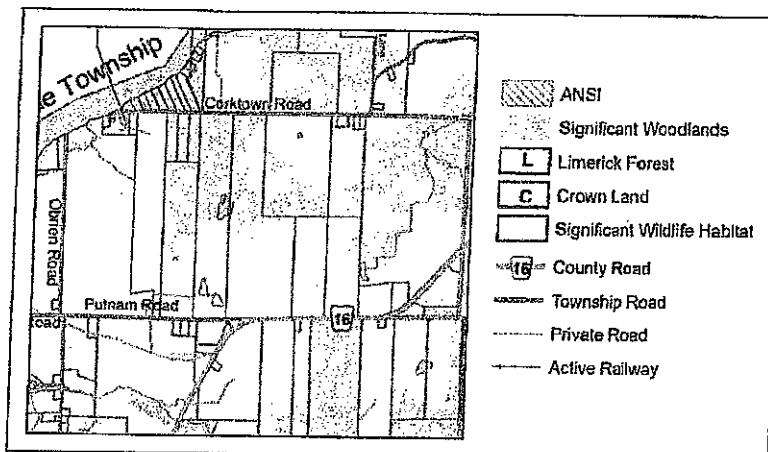 e Township
Corktown Road
Obrien Road
Putnam Road
16
oad
ANSI
Significant Woodlands
L Limerick Forest
C Crown Land
Significant Wildlife Habitat
16 County Road
Township Road
Private Road
Active Railway